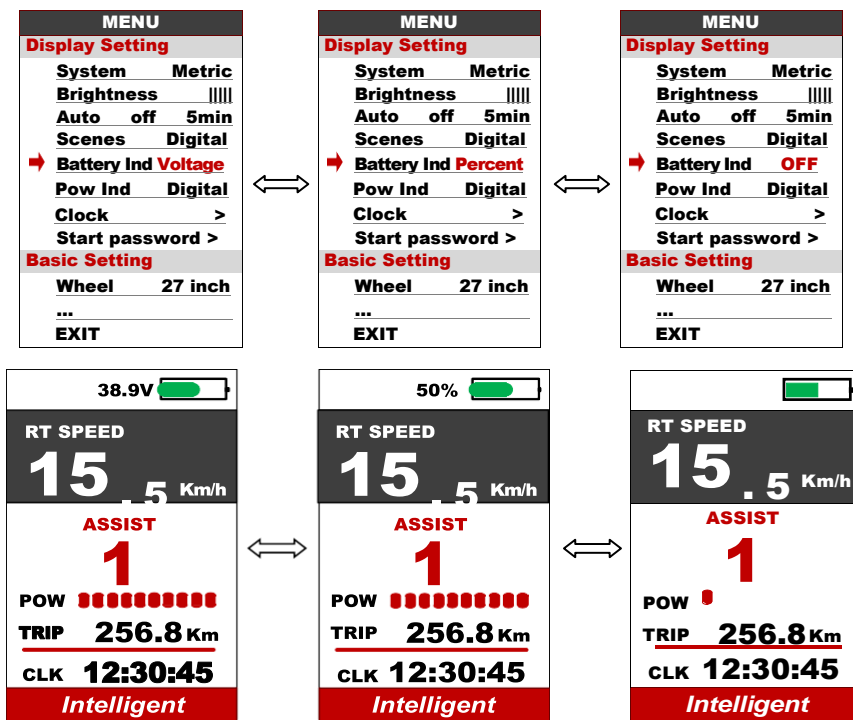 MENU
Display Setting
System Metric
Brightness |||||
Auto off 5min
Scenes Digital
Battery Ind Voltage
Pow Ind Digital
Clock >
Start password >
Basic Setting
Wheel 27 inch
...
EXIT
MENU
Display Setting
System Metric
Brightness |||||
Auto off 5min
Scenes Digital
Battery Ind Percent
Pow Ind Digital
Clock >
Start password >
Basic Setting
Wheel 27 inch
...
EXIT
MENU
Display Setting
System Metric
Brightness |||||
Auto off 5min
Scenes Digital
Battery Ind OFF
Pow Ind Digital
Clock >
Start password >
Basic Setting
Wheel 27 inch
...
EXIT
38.9V
RT SPEED
15.5 Km/h
ASSIST
1
POW
TRIP 256.8 Km
CLK 12:30:45
Intelligent
50%
RT SPEED
15.5 Km/h
ASSIST
1
POW
TRIP 256.8 Km
CLK 12:30:45
Intelligent
RT SPEED
15.5 Km/h
ASSIST
1
POW
TRIP 256.8 Km
CLK 12:30:45
Intelligent